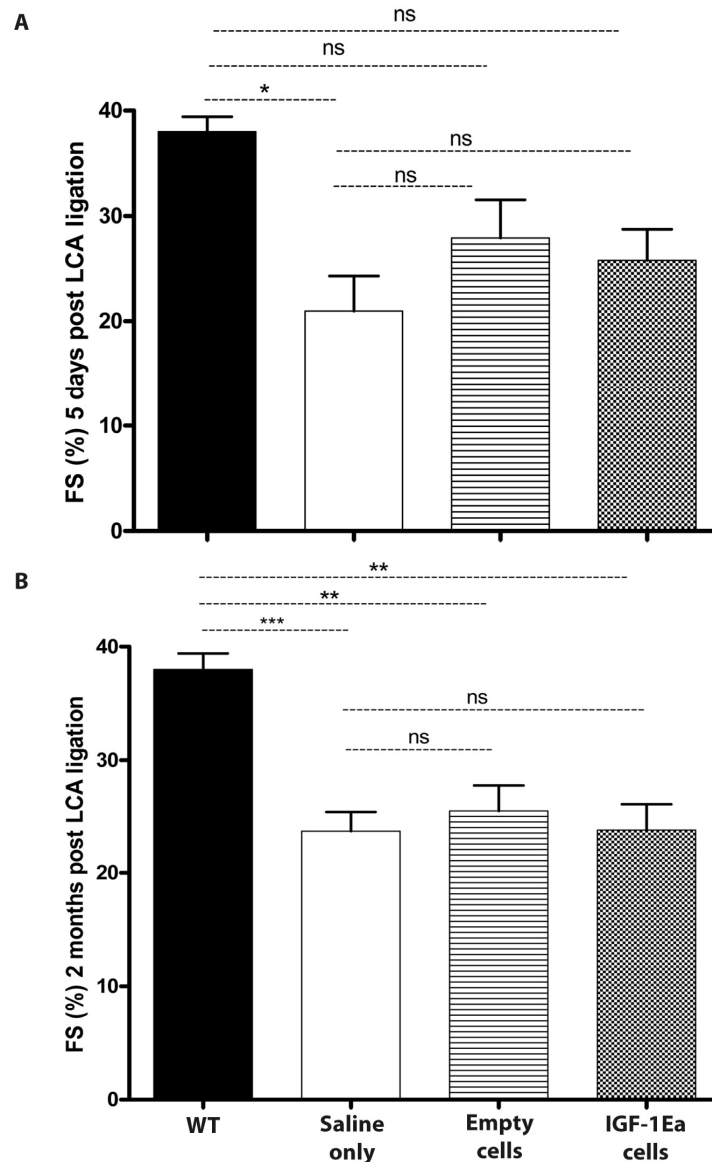 A
ns
ns
*
ns
ns
40
30
20
10
0
FS (%) 5 days post LCA ligation
B
**
**
***
ns
ns
40
30
20
10
0
FS (%) 2 months post LCA ligation
WT
Saline only
Empty cells
IGF-1Ea cells